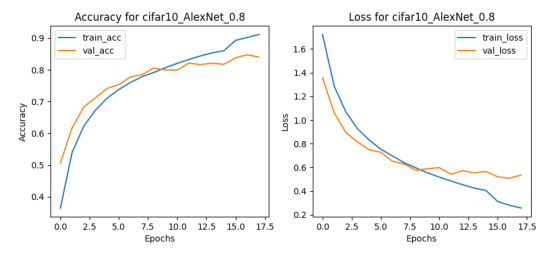 Accuracy for cifar10_AlexNet_0.8
train_acc
val_acc
Accuracy
0.9
0.8
0.7
0.6
0.5
0.4
0.0 2.5 5.0 7.5 10.0 12.5 15.0 17.5
Epochs
Loss for cifar10_AlexNet_0.8
train_loss
val_loss
Loss
1.6
1.4
1.2
1.0
0.8
0.6
0.4
0.2
0.0 2.5 5.0 7.5 10.0 12.5 15.0 17.5
Epochs